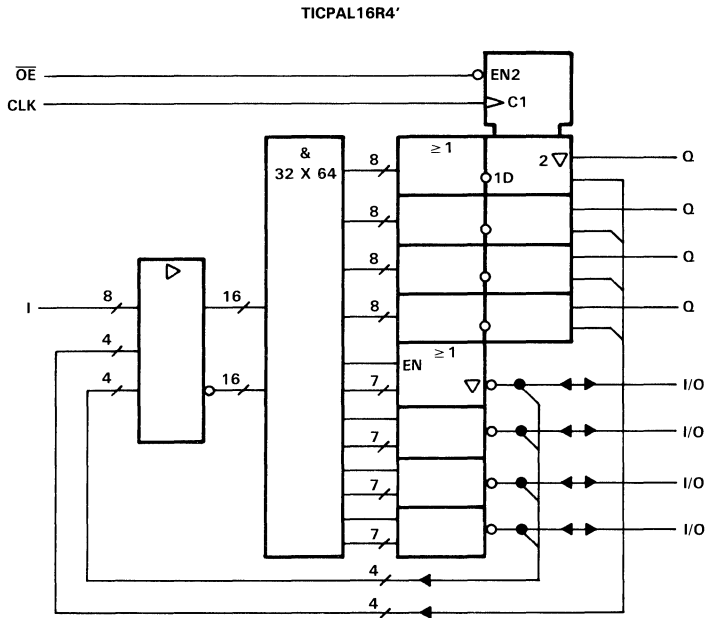 TICPAL16R4'
OE
EN2
CLK
C1
&
32 X 64
≥ 1
2 ▽
Q
8
1D
8
Q
8
Q
8
Q
I
8
▷
16
4
4
16
EN
≥ 1
7
▽
I/O
7
I/O
7
I/O
7
I/O
4
4